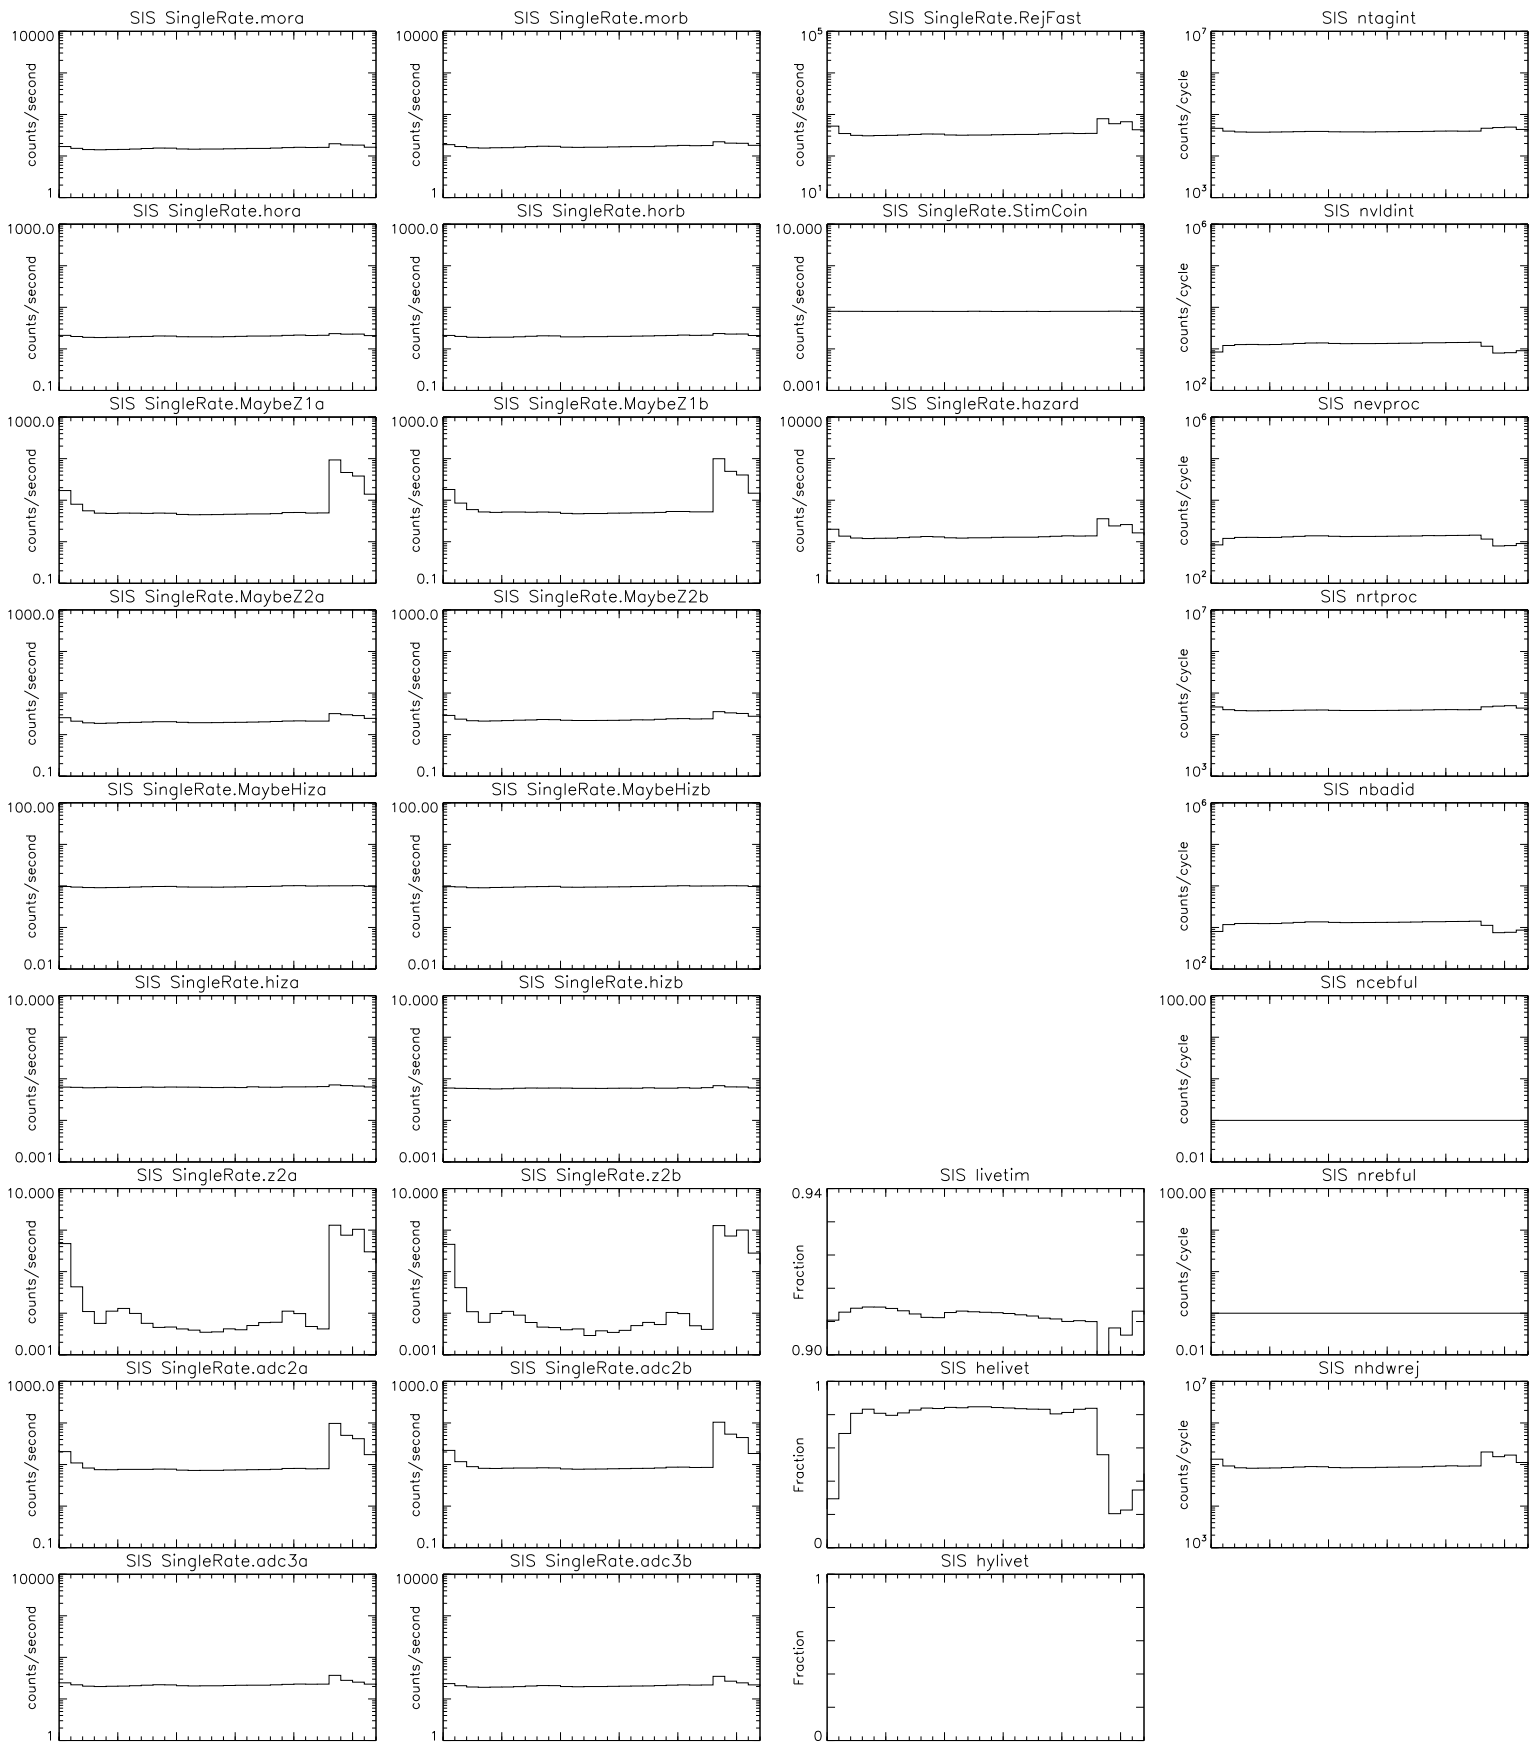 SIS SingleRate.mora
10000
counts/second
1
SIS SingleRate.morb
10000
counts/second
1
SIS SingleRate.RejFast
10^5
counts/second
10^1
SIS ntagint
10^7
counts/cycle
10^3
SIS SingleRate.hora
1000.0
counts/second
0.1
SIS SingleRate.horb
1000.0
counts/second
0.1
SIS SingleRate.StimCoin
10.000
counts/second
0.001
SIS nvldint
10^6
counts/cycle
10^2
SIS SingleRate.MaybeZ1a
1000.0
counts/second
0.1
SIS SingleRate.MaybeZ1b
1000.0
counts/second
0.1
SIS SingleRate.hazard
10000
counts/second
1
SIS nevproc
10^6
counts/cycle
10^2
SIS SingleRate.MaybeZ2a
1000.0
counts/second
0.1
SIS SingleRate.MaybeZ2b
1000.0
counts/second
0.1
SIS nrtproc
10^7
counts/cycle
10^3
SIS SingleRate.MaybeHiza
100.00
counts/second
0.01
SIS SingleRate.MaybeHizb
100.00
counts/second
0.01
SIS nbadid
10^6
counts/cycle
10^2
SIS SingleRate.hiza
10.000
counts/second
0.001
SIS SingleRate.hizb
10.000
counts/second
0.001
SIS ncebful
100.00
counts/cycle
0.01
SIS SingleRate.z2a
10.000
counts/second
0.001
SIS SingleRate.z2b
10.000
counts/second
0.001
SIS livetim
0.94
Fraction
0.90
SIS nrebful
100.00
counts/cycle
0.01
SIS SingleRate.adc2a
1000.0
counts/second
0.1
SIS SingleRate.adc2b
1000.0
counts/second
0.1
SIS helivet
1
Fraction
0
SIS nhdwrej
10^7
counts/cycle
10^3
SIS SingleRate.adc3a
10000
counts/second
1
SIS SingleRate.adc3b
10000
counts/second
1
SIS hylivet
1
Fraction
0